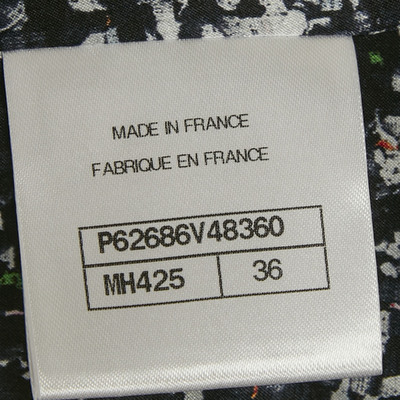 MADE IN FRANCE
FABRIQUE EN FRANCE
P62686V48360
MH425 36